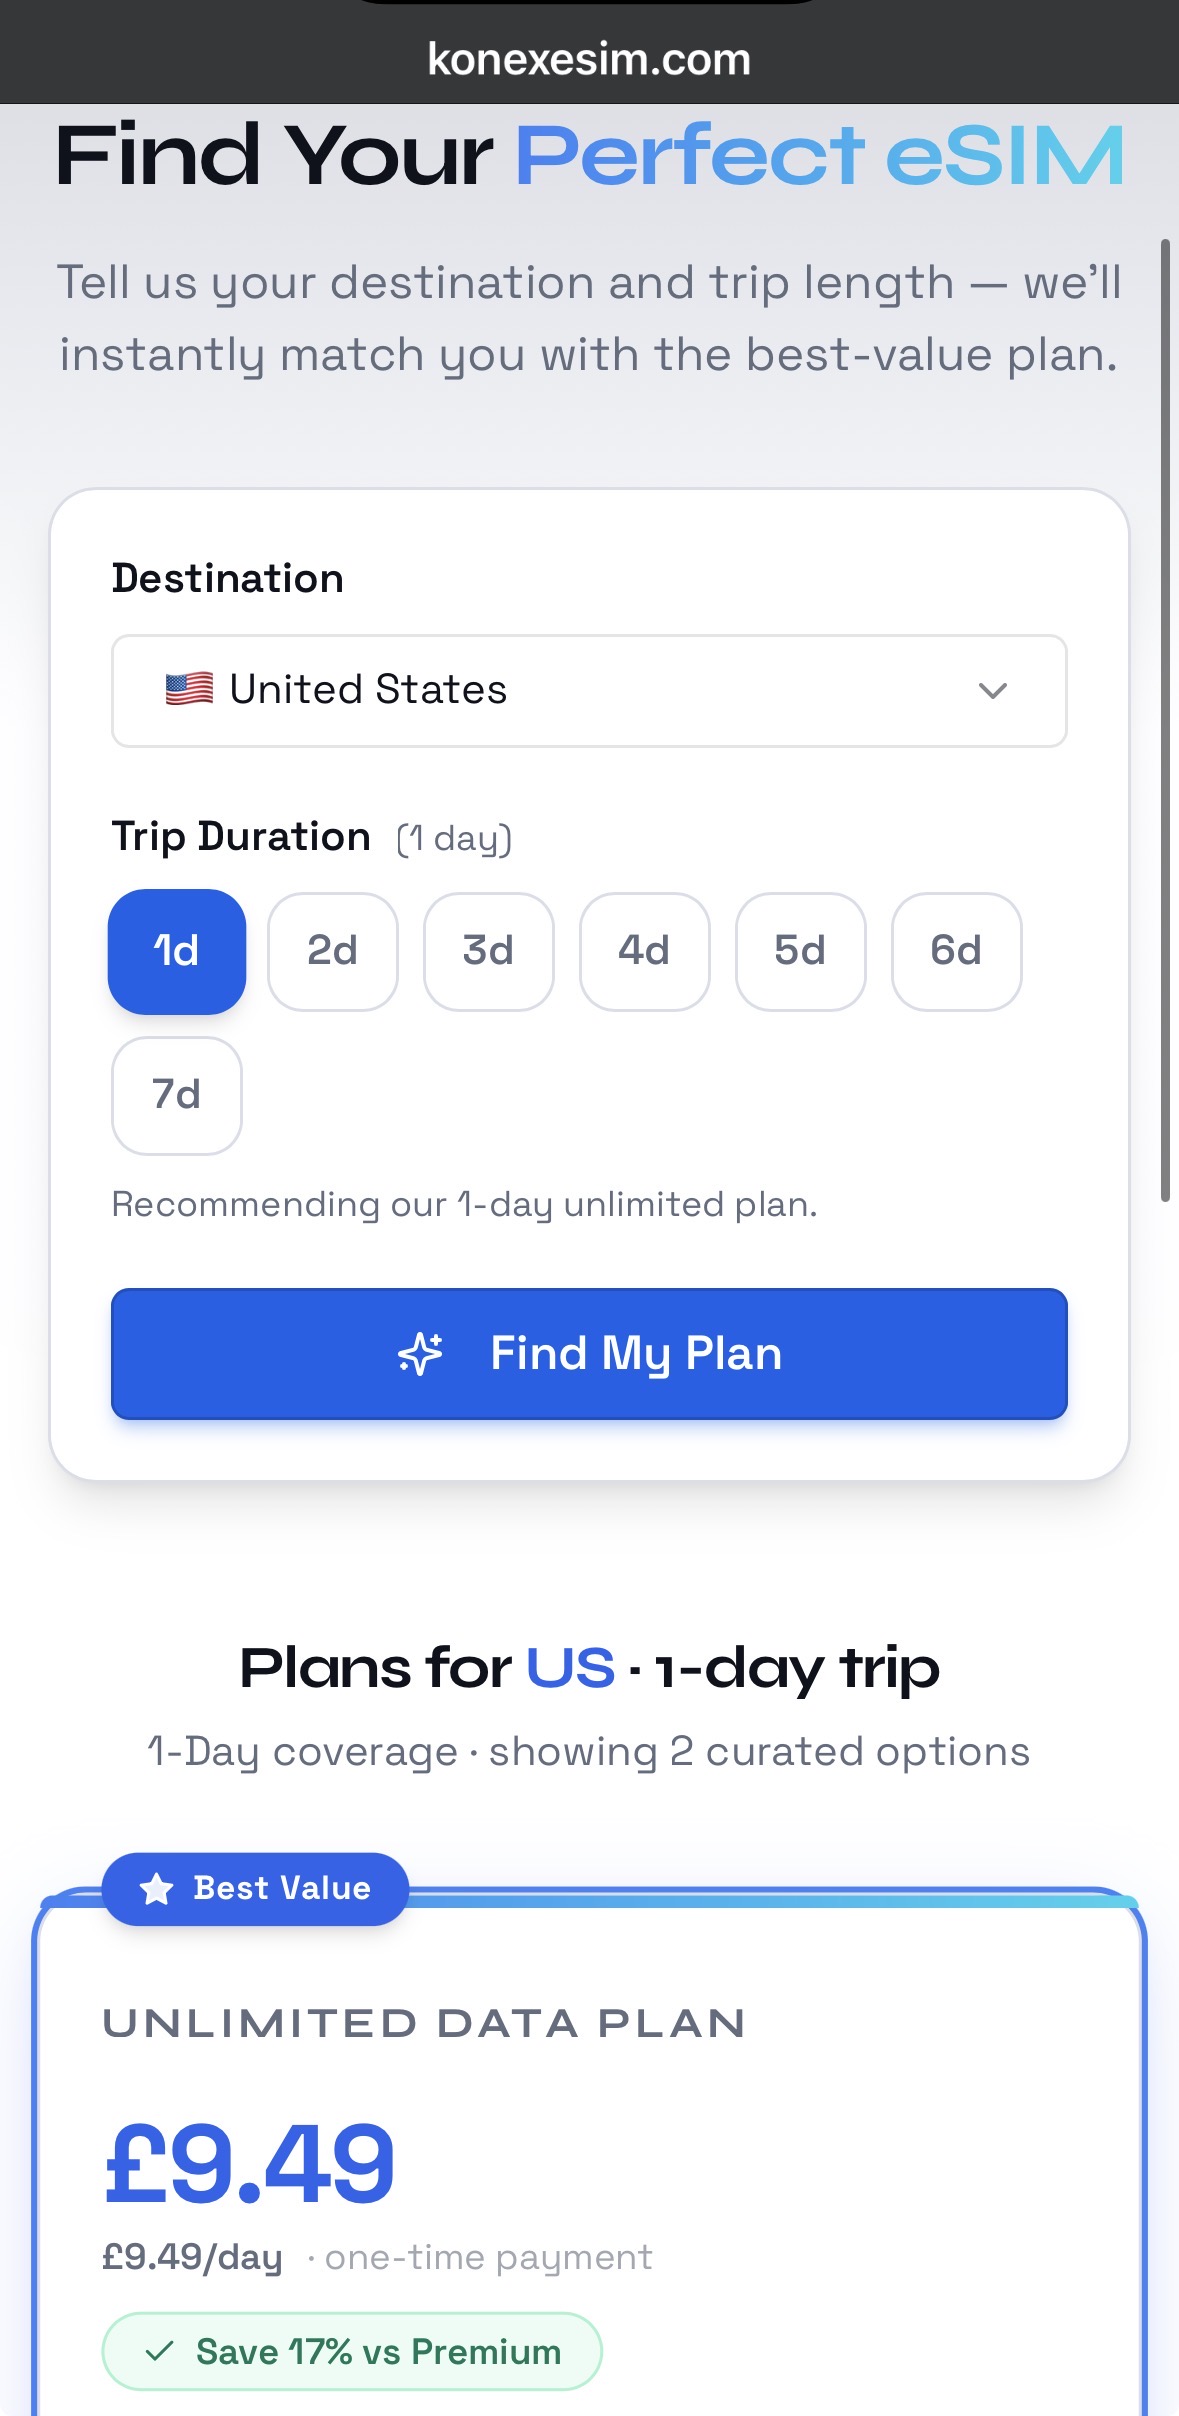 konexesim.com
Find Your Perfect eSIM
Tell us your destination and trip length — we'll
instantly match you with the best-value plan.
Destination
🇺🇸 United States
Trip Duration (1 day)
1d 2d 3d 4d 5d 6d
7d
Recommending our 1-day unlimited plan.
Find My Plan
Plans for US · 1-day trip
1-Day coverage · showing 2 curated options
Best Value
UNLIMITED DATA PLAN
£9.49
£9.49/day · one-time payment
Save 17% vs Premium